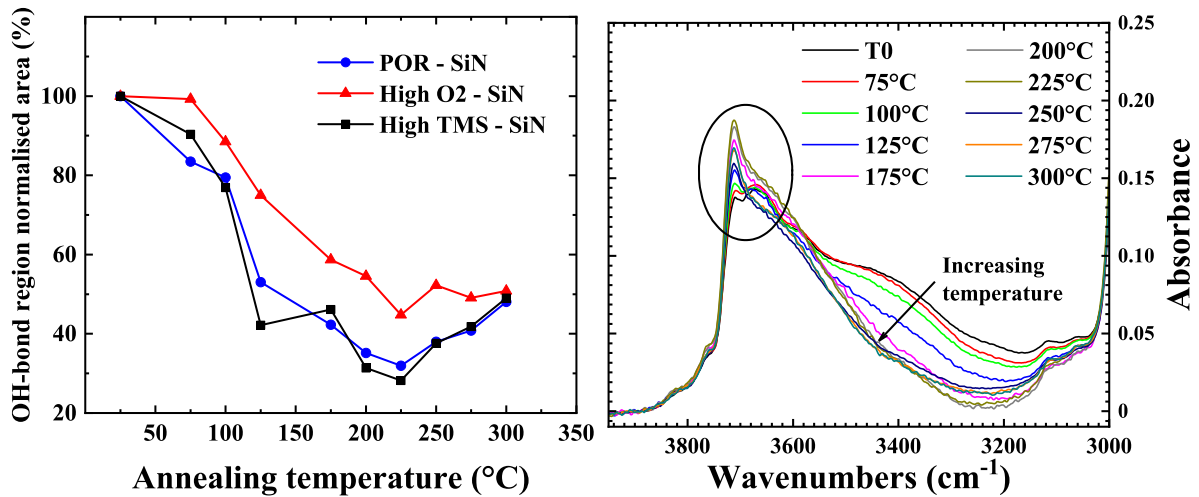 OH-bond region normalised area (%)
100
80
60
40
20
50
100
150
200
250
300
350
Annealing temperature (°C)
POR - SiN
High O2 - SiN
High TMS - SiN
T0
75°C
100°C
125°C
175°C
200°C
225°C
250°C
275°C
300°C
Increasing
temperature
0.25
0.20
0.15
0.10
0.05
0
Absorbance
3800
3600
3400
3200
3000
Wavenumbers (cm⁻¹)